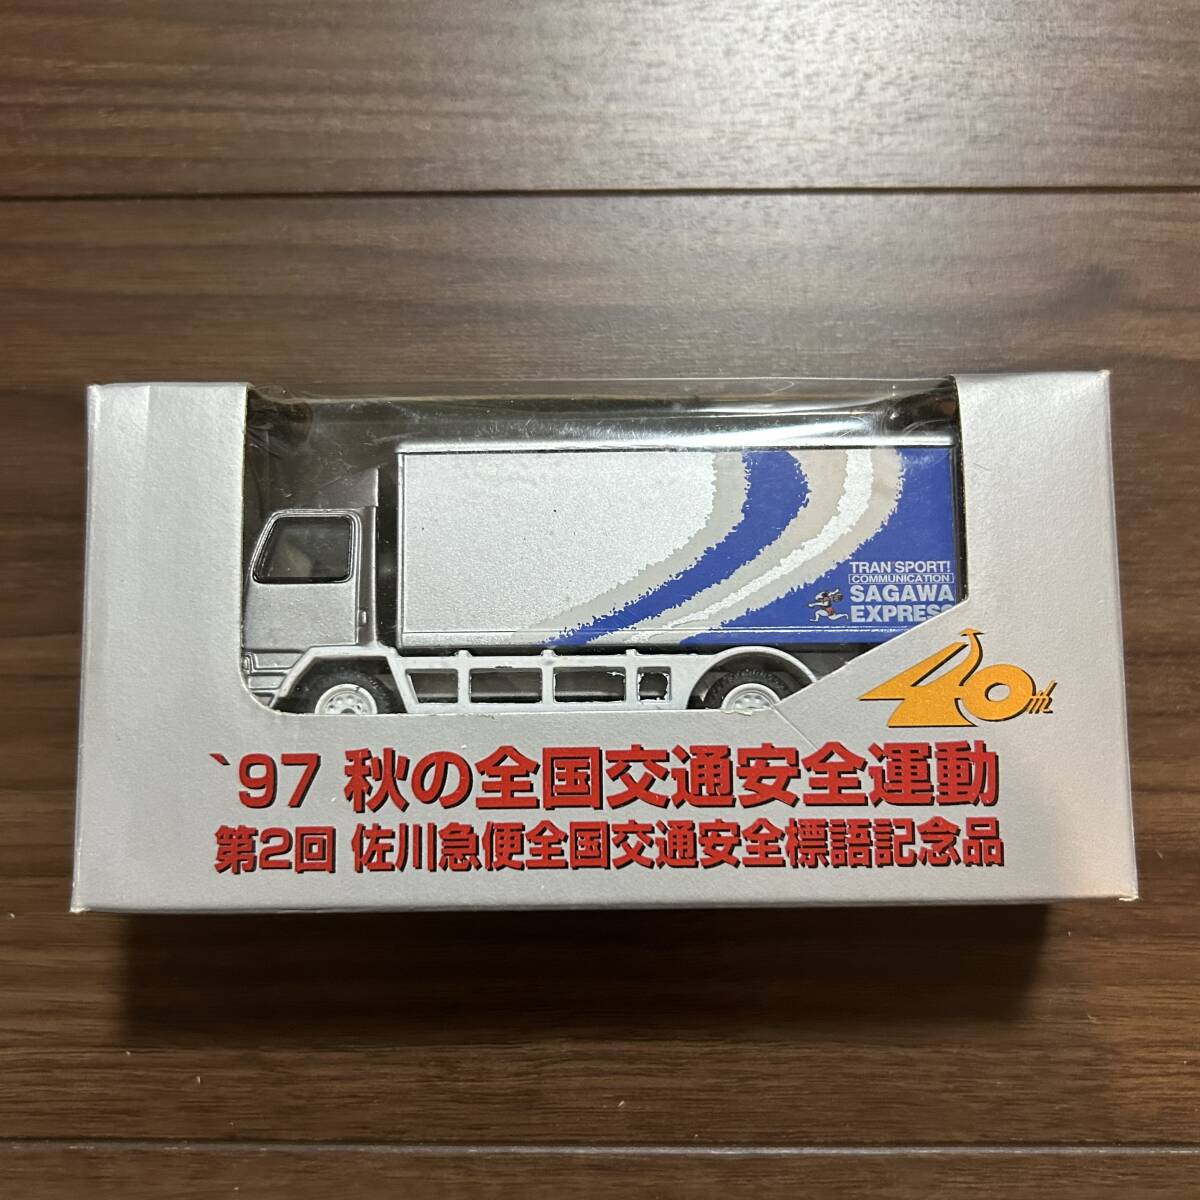 TRAN SPORT!
COMMUNICATION
SAGAWA
EXPRESS
40th
`97 秋の全国交通安全運動
第2回 佐川急便全国交通安全標語記念品